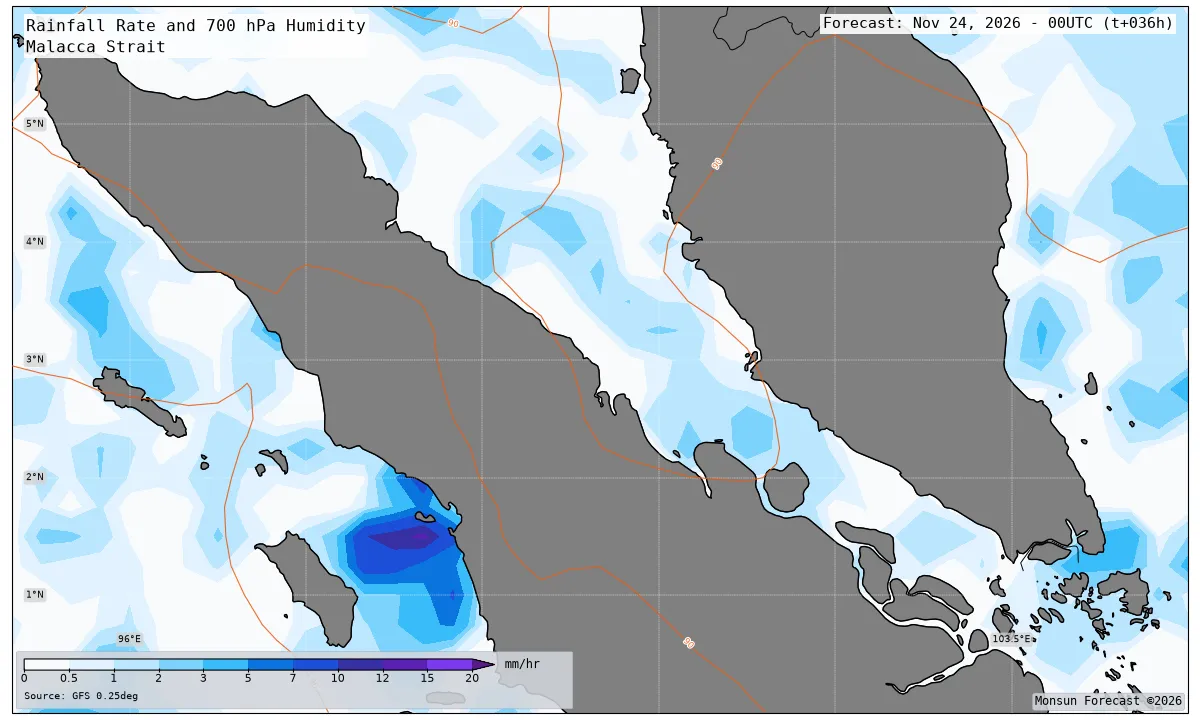 Rainfall Rate and 700 hPa Humidity
Malacca Strait
Forecast: Nov 24, 2026 - 00UTC (t+036h)
90
90
90
5°N
4°N
3°N
2°N
1°N
96°E
103.5°E
0 0.5 1 2 3 5 7 10 12 15 20 mm/hr
Source: GFS 0.25deg
Monsun Forecast ©2026